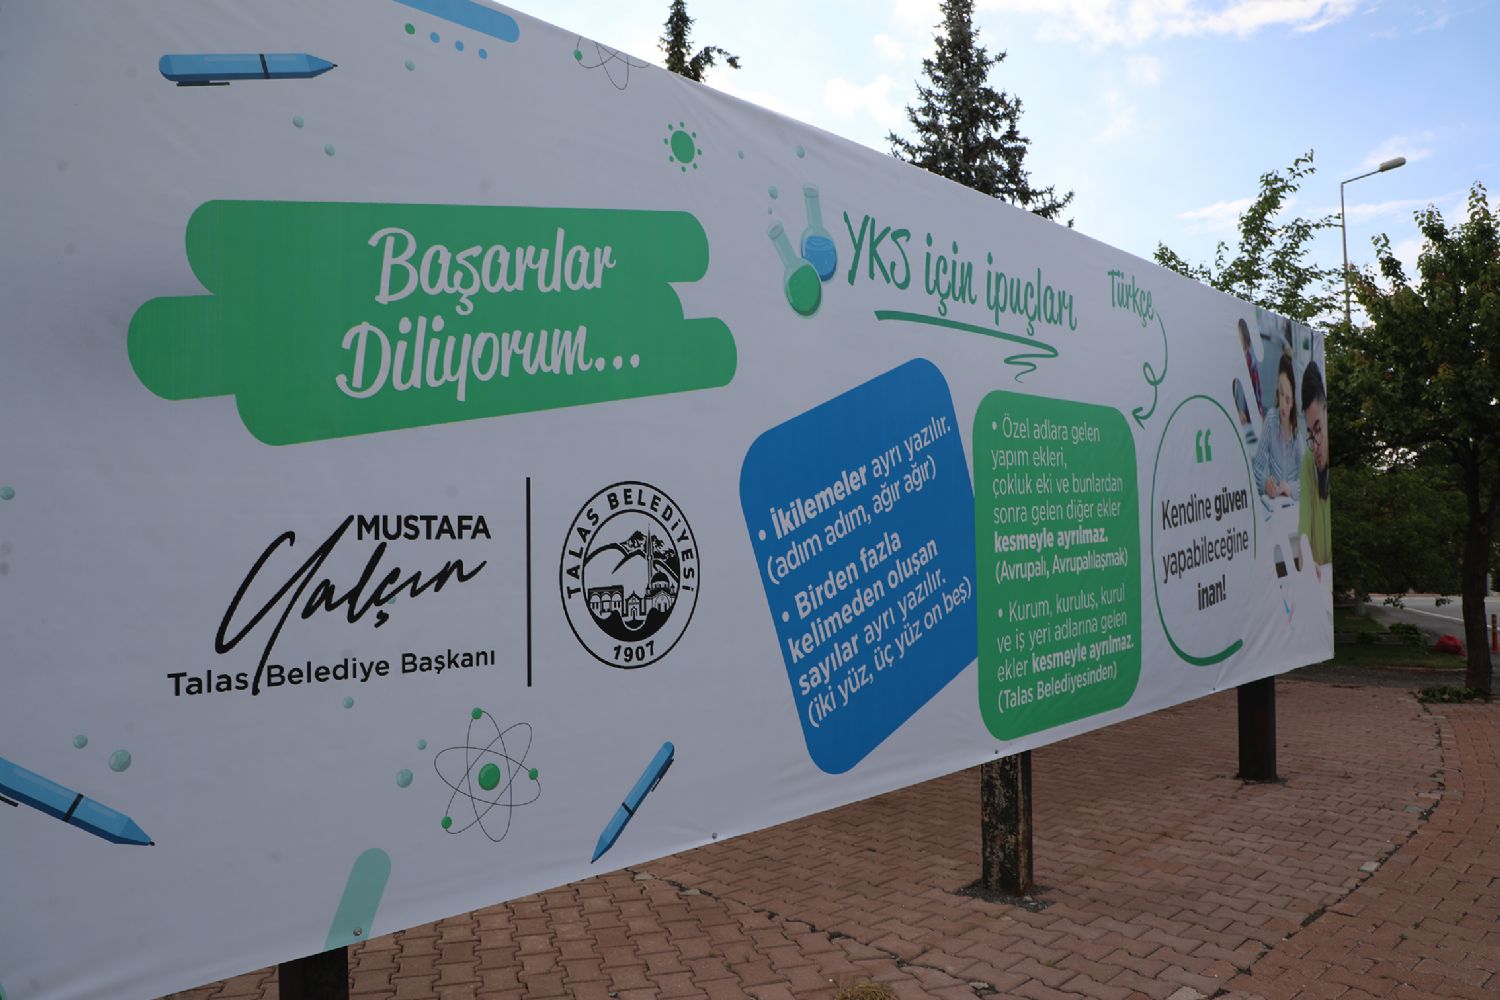 Başarılar
Diliyorum...
MUSTAFA
Yalçın
Talas Belediye Başkanı
TALAS BELEDİYESİ
1907
YKS için ipuçları
Türkçe
• İkilemeler ayrı yazılır.
(adım adım, ağır ağır)
• Birden fazla
kelimeden oluşan
sayılar ayrı yazılır.
(iki yüz, üç yüz on beş)
• Özel adlara gelen
yapım ekleri,
çokluk eki ve bunlardan
sonra gelen diğer ekler
kesmeyle ayrılmaz.
(Avrupalı, Avrupalılaşmak)
• Kurum, kuruluş, kurul
ve iş yeri adlarına gelen
ekler kesmeyle ayrılmaz.
(Talas Belediyesinden)
“
Kendine güven
yapabileceğine
inan!